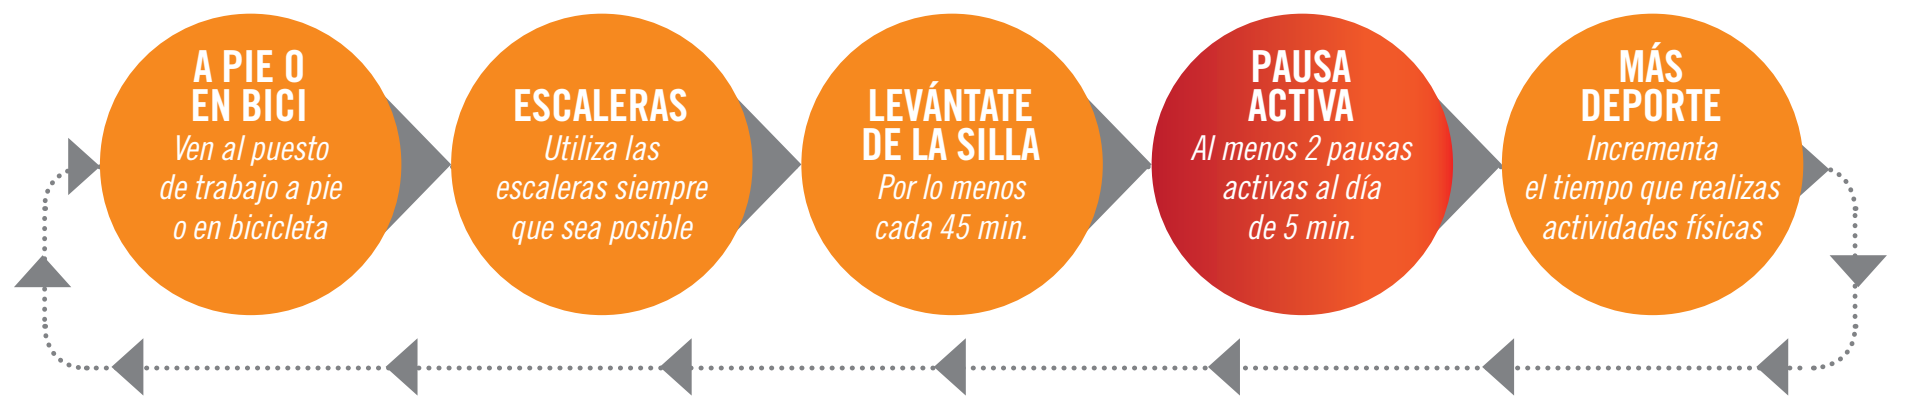 A PIE O
EN BICI
Ven al puesto
de trabajo a pie
o en bicicleta
ESCALERAS
Utiliza las
escaleras siempre
que sea posible
LEVÁNTATE
DE LA SILLA
Por lo menos
cada 45 min.
PAUSA
ACTIVA
Al menos 2 pausas
activas al día
de 5 min.
MÁS
DEPORTE
Incrementa
el tiempo que realizas
actividades físicas